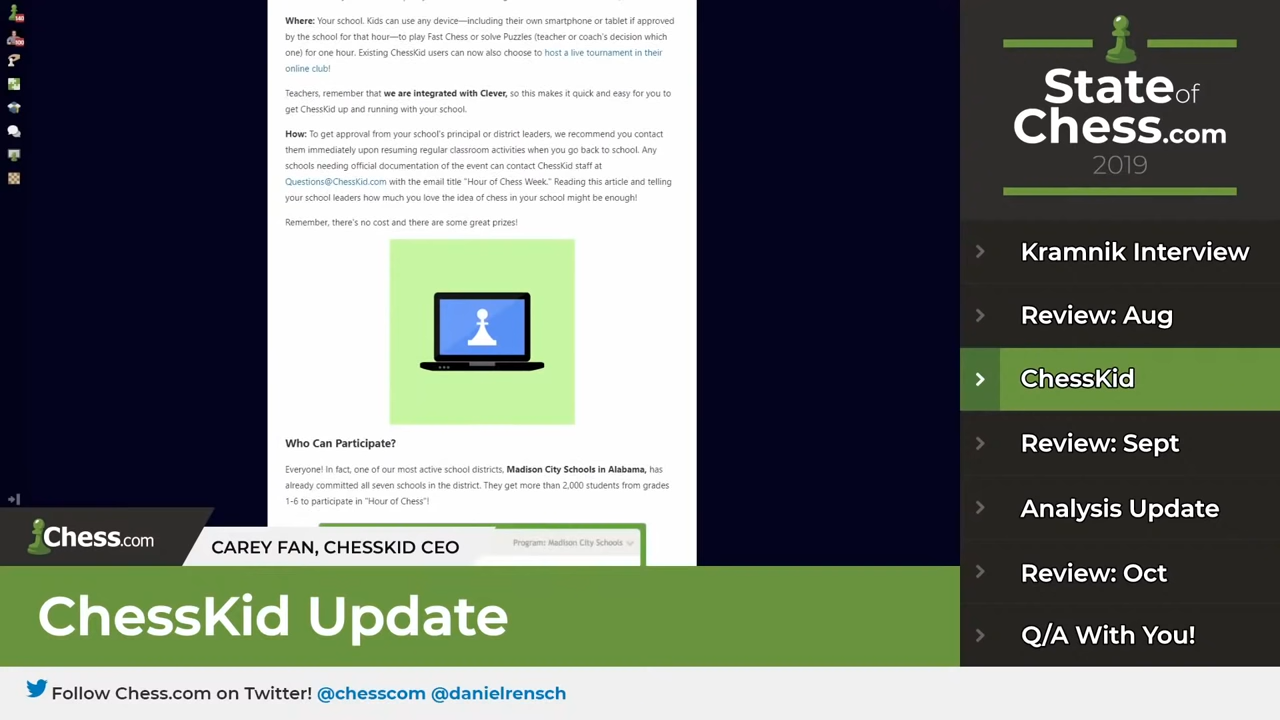 Where: Your school. Kids can use any device—including their own smartphone or tablet if approved
by the school for that hour—to play Fast Chess or solve Puzzles (teacher or coach's decision which
one) for one hour. Existing ChessKid users can now also choose to host a live tournament in their
online club!
Teachers, remember that we are integrated with Clever, so this makes it quick and easy for you to
get ChessKid up and running with your school.
How: To get approval from your school's principal or district leaders, we recommend you contact
them immediately upon resuming regular classroom activities when you go back to school. Any
schools needing official documentation of the event can contact ChessKid staff at
Questions@ChessKid.com with the email title "Hour of Chess Week." Reading this article and telling
your school leaders how much you love the idea of chess in your school might be enough!
Remember, there's no cost and there are some great prizes!
Who Can Participate?
Everyone! In fact, one of our most active school districts, Madison City Schools in Alabama, has
already committed all seven schools in the district. They get more than 2,000 students from grades
1-6 to participate in "Hour of Chess"!
Program: Madison City Schools
Chess.com
CAREY FAN, CHESSKID CEO
ChessKid Update
Follow Chess.com on Twitter! @chesscom @danielrensch
State of
Chess.com
2019
Kramnik Interview
Review: Aug
ChessKid
Review: Sept
Analysis Update
Review: Oct
Q/A With You!